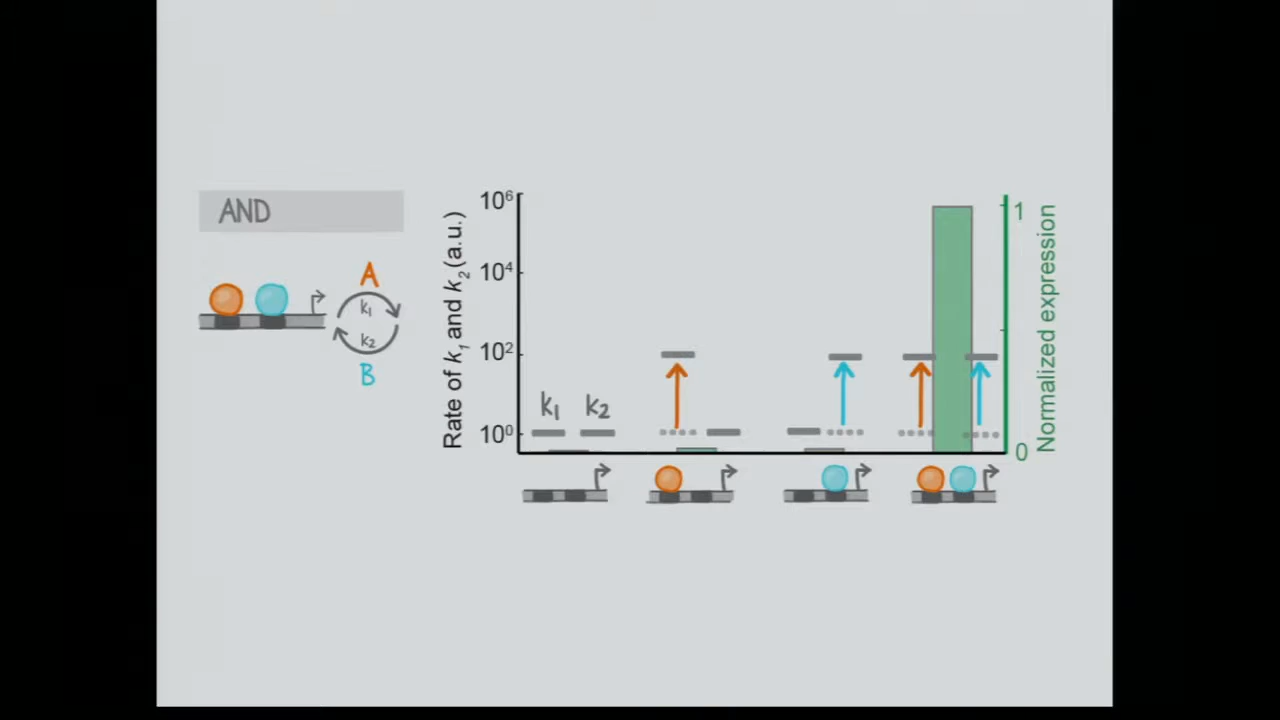 AND
A
k₁
k₂
B
Rate of k₁ and k₂ (a.u.)
10⁶
10⁴
10²
10⁰
k₁ k₂
1
0
Normalized expression